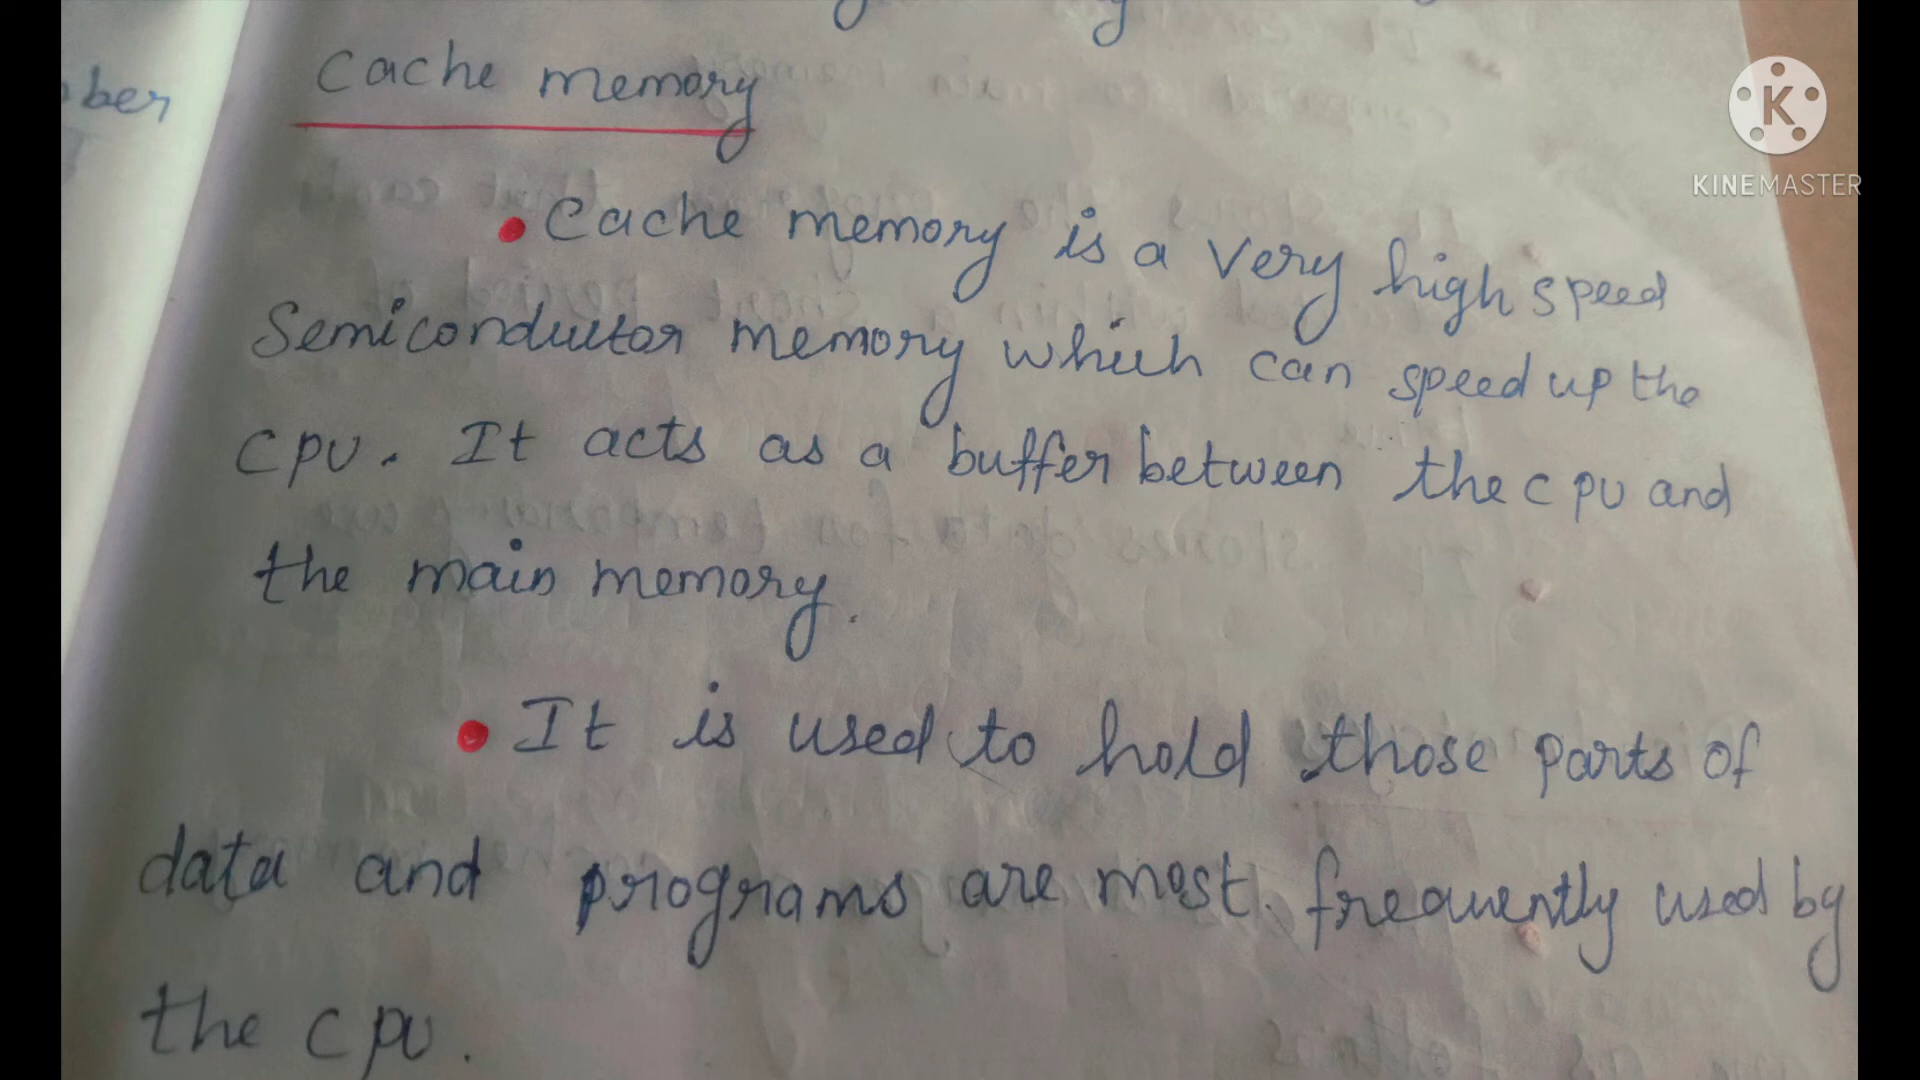 ber
Cache memory
KINEMASTER
• Cache memory is a very high speed
Semiconductor memory which can speed up the
CPU. It acts as a buffer between the CPU and
the main memory.
• It is used to hold those parts of
data and programs are most frequently used by
the CPU.